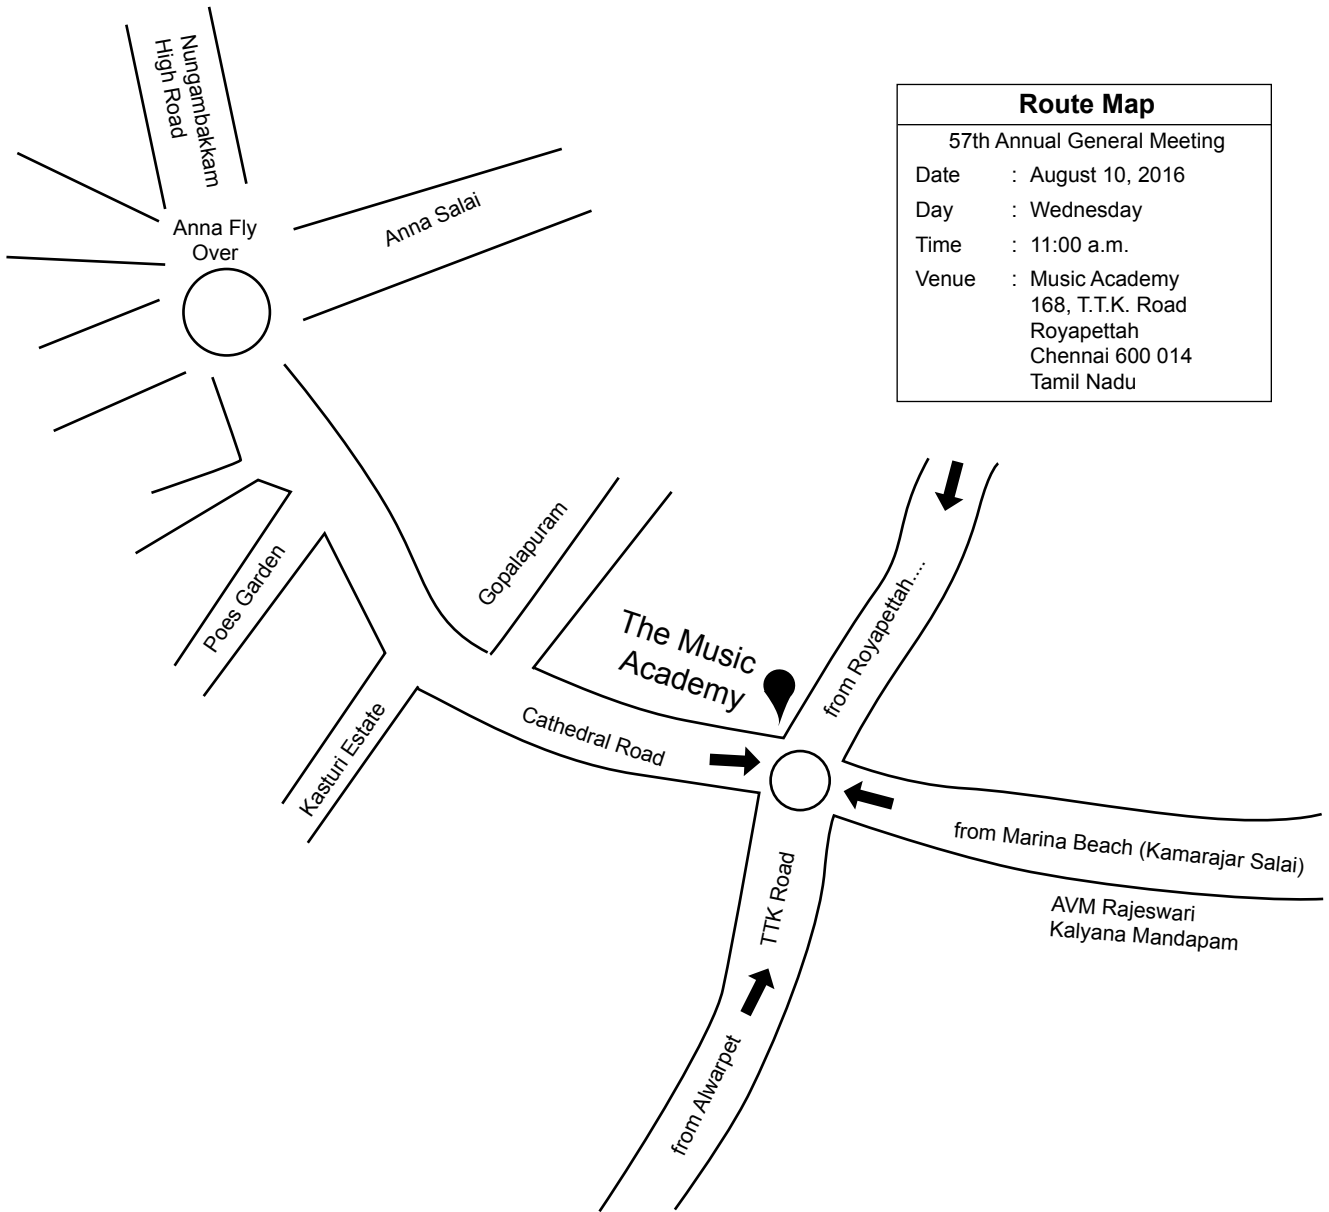 Nungambakkam
High Road
Anna Fly
Over
Anna Salai
Route Map
57th Annual General Meeting
Date : August 10, 2016
Day : Wednesday
Time : 11:00 a.m.
Venue : Music Academy
168, T.T.K. Road
Royapettah
Chennai 600 014
Tamil Nadu
Gopalapuram
Poes Garden
Kasturi Estate
The Music
Academy
Cathedral Road
from Royapettah....
from Marina Beach (Kamarajar Salai)
AVM Rajeswari
Kalyana Mandapam
TTK Road
from Alwarpet